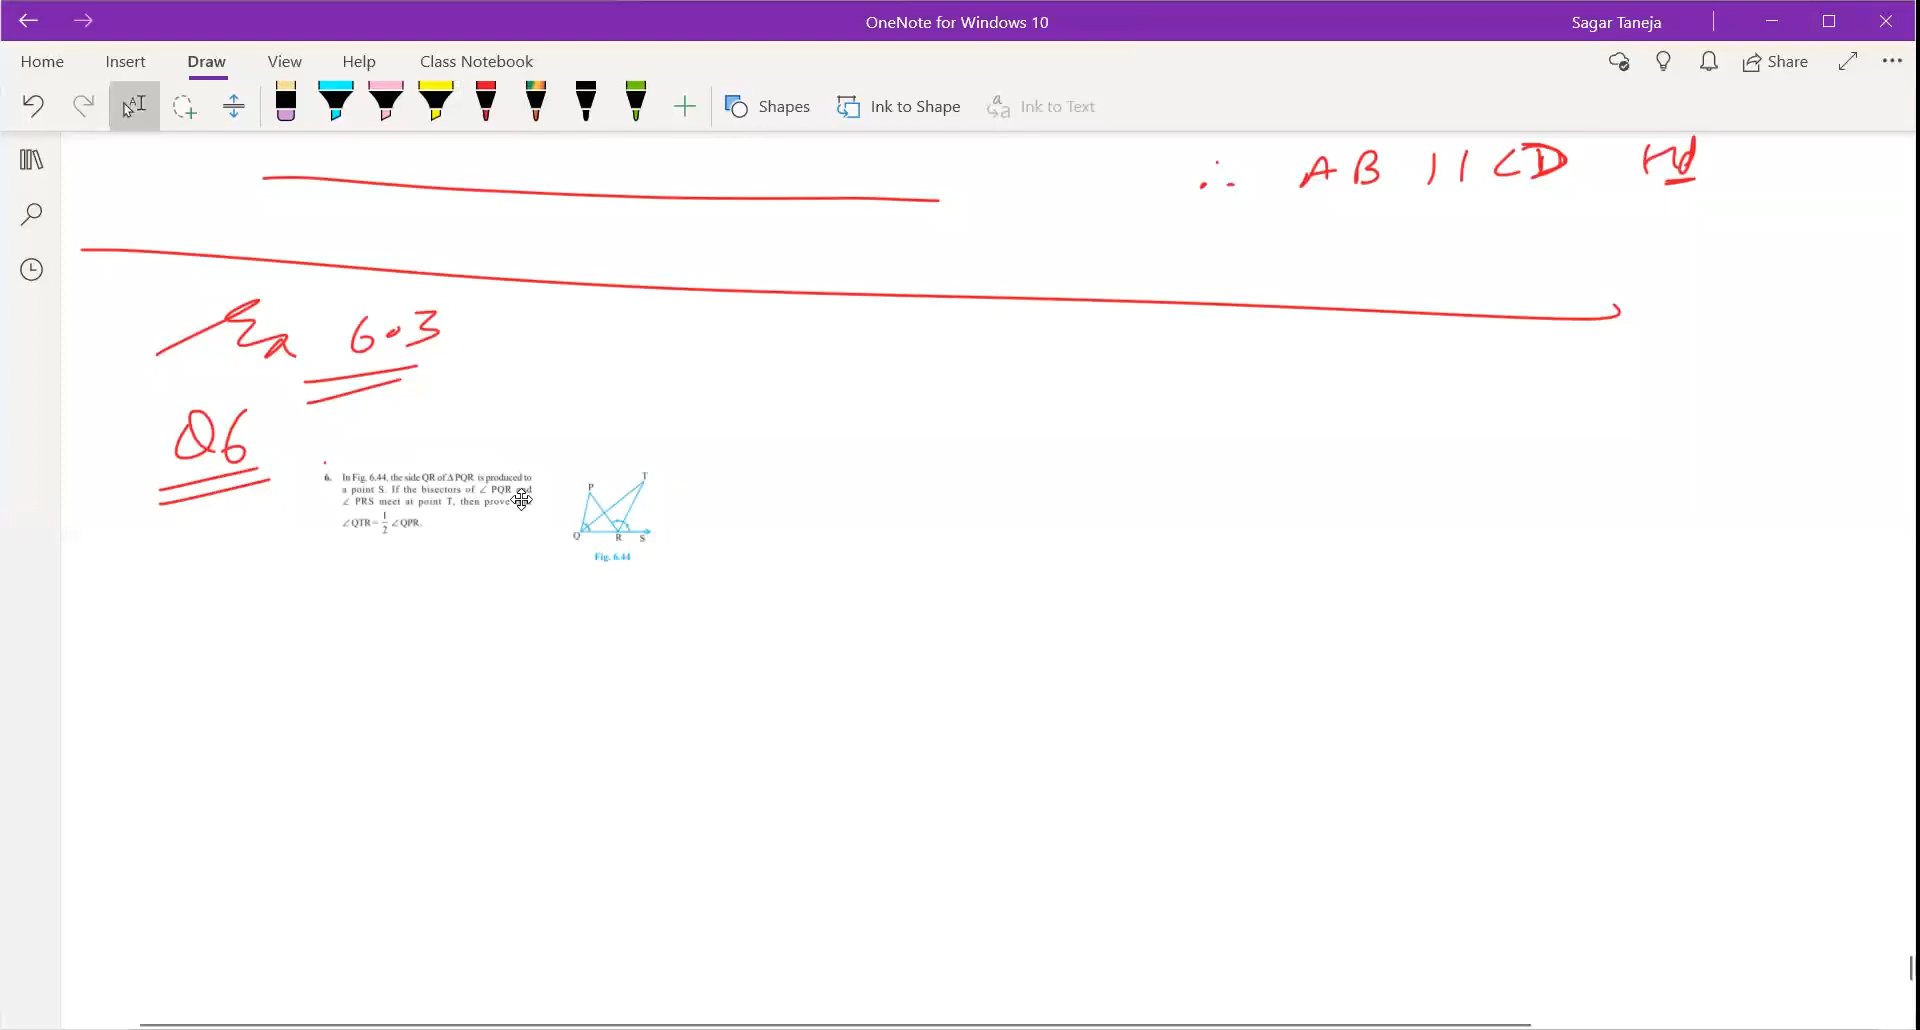 OneNote for Windows 10
Sagar Taneja
Home Insert Draw View Help Class Notebook
Share
Shapes Ink to Shape Ink to Text
∴ AB || CD
Ex 6.3
Q6
6. In Fig. 6.44, the side QR of Δ PQR is produced to
a point S. If the bisectors of ∠ PQR and
∠ PRS meet at point T, then prove
∠QTR = 1/2 ∠QPR.
T
P
Q R S
Fig. 6.44